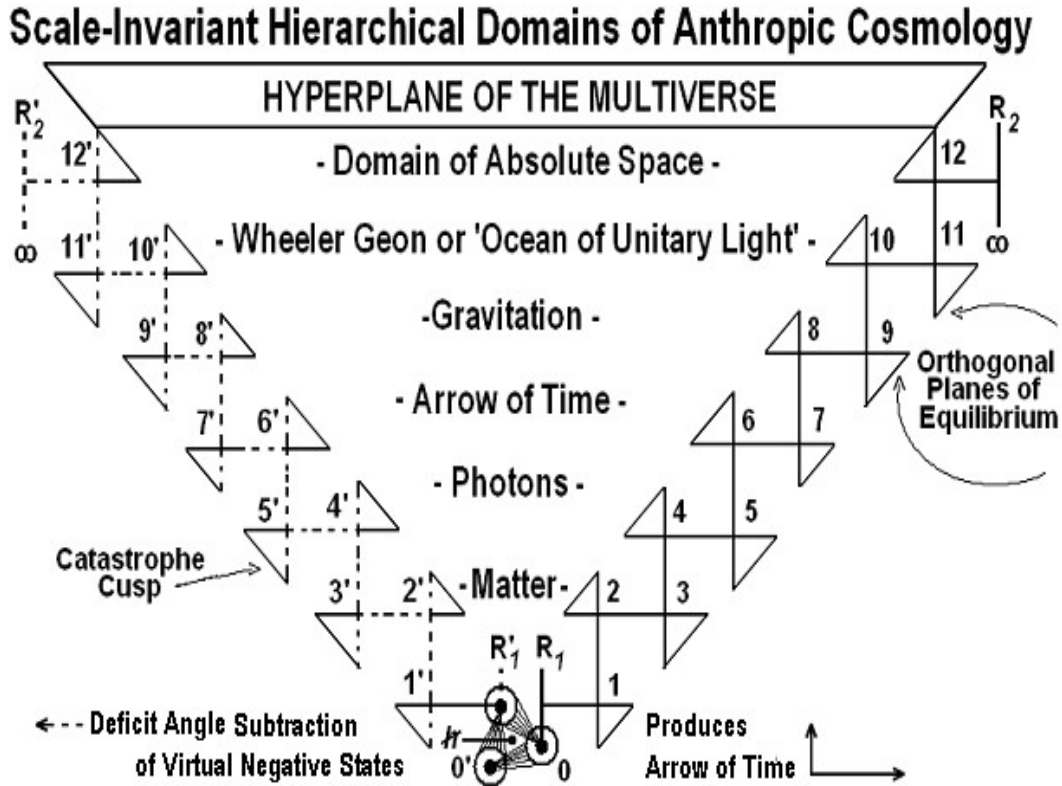 Scale-Invariant Hierarchical Domains of Anthropic Cosmology
HYPERPLANE OF THE MULTIVERSE
R'2
R2
12'
- Domain of Absolute Space -
12
∞
11'
10'
- Wheeler Geon or 'Ocean of Unitary Light' -
10
11
∞
9'
8'
-Gravitation -
8
9
Orthogonal
Planes of
Equilibrium
7'
6'
- Arrow of Time -
6
7
5'
4'
- Photons -
4
5
Catastrophe
Cusp
3'
2'
-Matter-
2
3
R'1
R1
1'
1
Deficit Angle Subtraction
of Virtual Negative States
0'
0
Produces
Arrow of Time